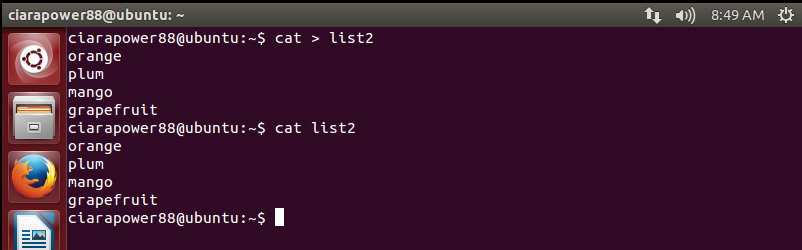 ciarapower88@ubuntu: ~
8:49 AM
ciarapower88@ubuntu:~$ cat > list2
orange
plum
mango
grapefruit
ciarapower88@ubuntu:~$ cat list2
orange
plum
mango
grapefruit
ciarapower88@ubuntu:~$